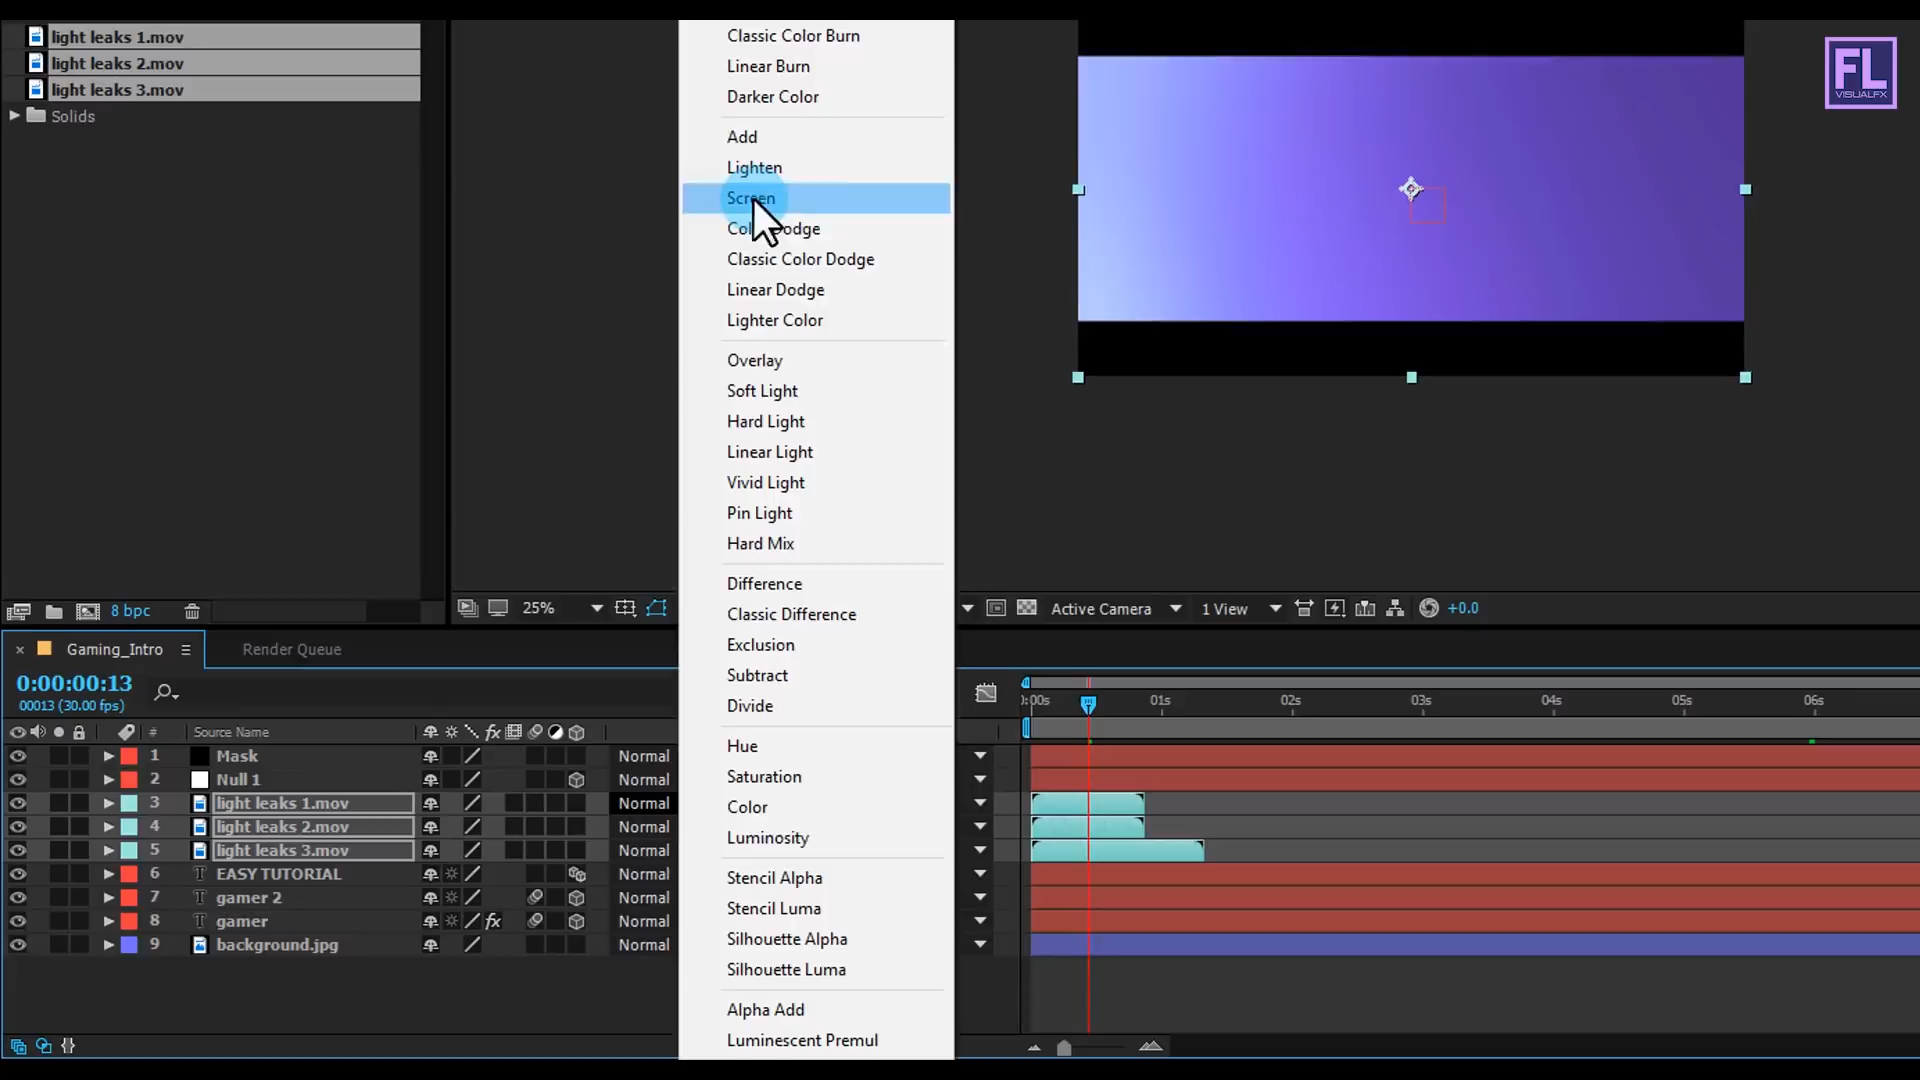 light leaks 1.mov
light leaks 2.mov
light leaks 3.mov
Solids
8 bpc
Classic Color Burn
Linear Burn
Darker Color
Add
Lighten
Screen
Color Dodge
Classic Color Dodge
Linear Dodge
Lighter Color
Overlay
Soft Light
Hard Light
Linear Light
Vivid Light
Pin Light
Hard Mix
Difference
Classic Difference
Exclusion
Subtract
Divide
Hue
Saturation
Color
Luminosity
Stencil Alpha
Stencil Luma
Silhouette Alpha
Silhouette Luma
Alpha Add
Luminescent Premul
FL
VISUALFX
25%
Active Camera
1 View
+0.0
Gaming_Intro
Render Queue
0:00:00:13
00013 (30.00 fps)
# Source Name fx
1 Mask Normal
2 Null 1 Normal
3 light leaks 1.mov Normal
4 light leaks 2.mov Normal
5 light leaks 3.mov Normal
6 T EASY TUTORIAL Normal
7 T gamer 2 Normal
8 T gamer fx Normal
9 background.jpg Normal
):00s 01s 02s 03s 04s 05s 06s